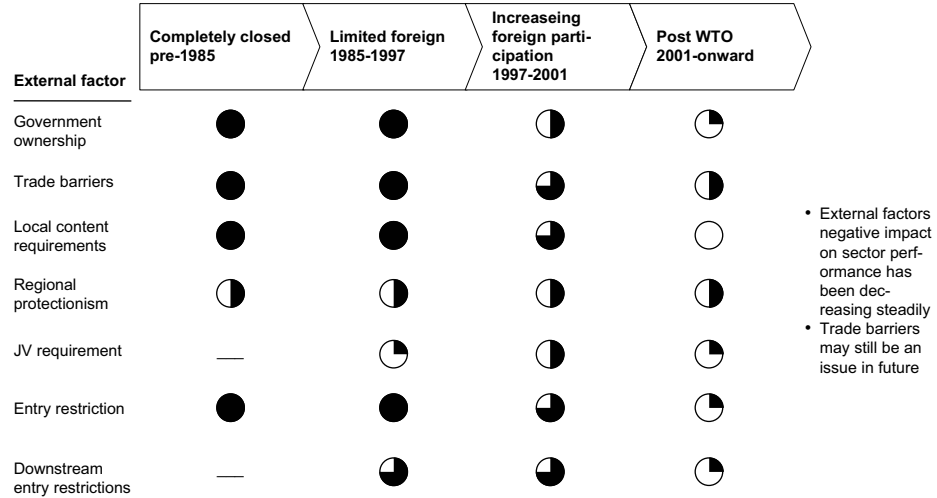 Completely closed
pre-1985
Limited foreign
1985-1997
Increaseing
foreign parti-
cipation
1997-2001
Post WTO
2001-onward
External factor
Government
ownership
Trade barriers
Local content
requirements
Regional
protectionism
JV requirement
Entry restriction
Downstream
entry restrictions
• External factors
negative impact
on sector perf-
ormance has
been dec-
reasing steadily
• Trade barriers
may still be an
issue in future